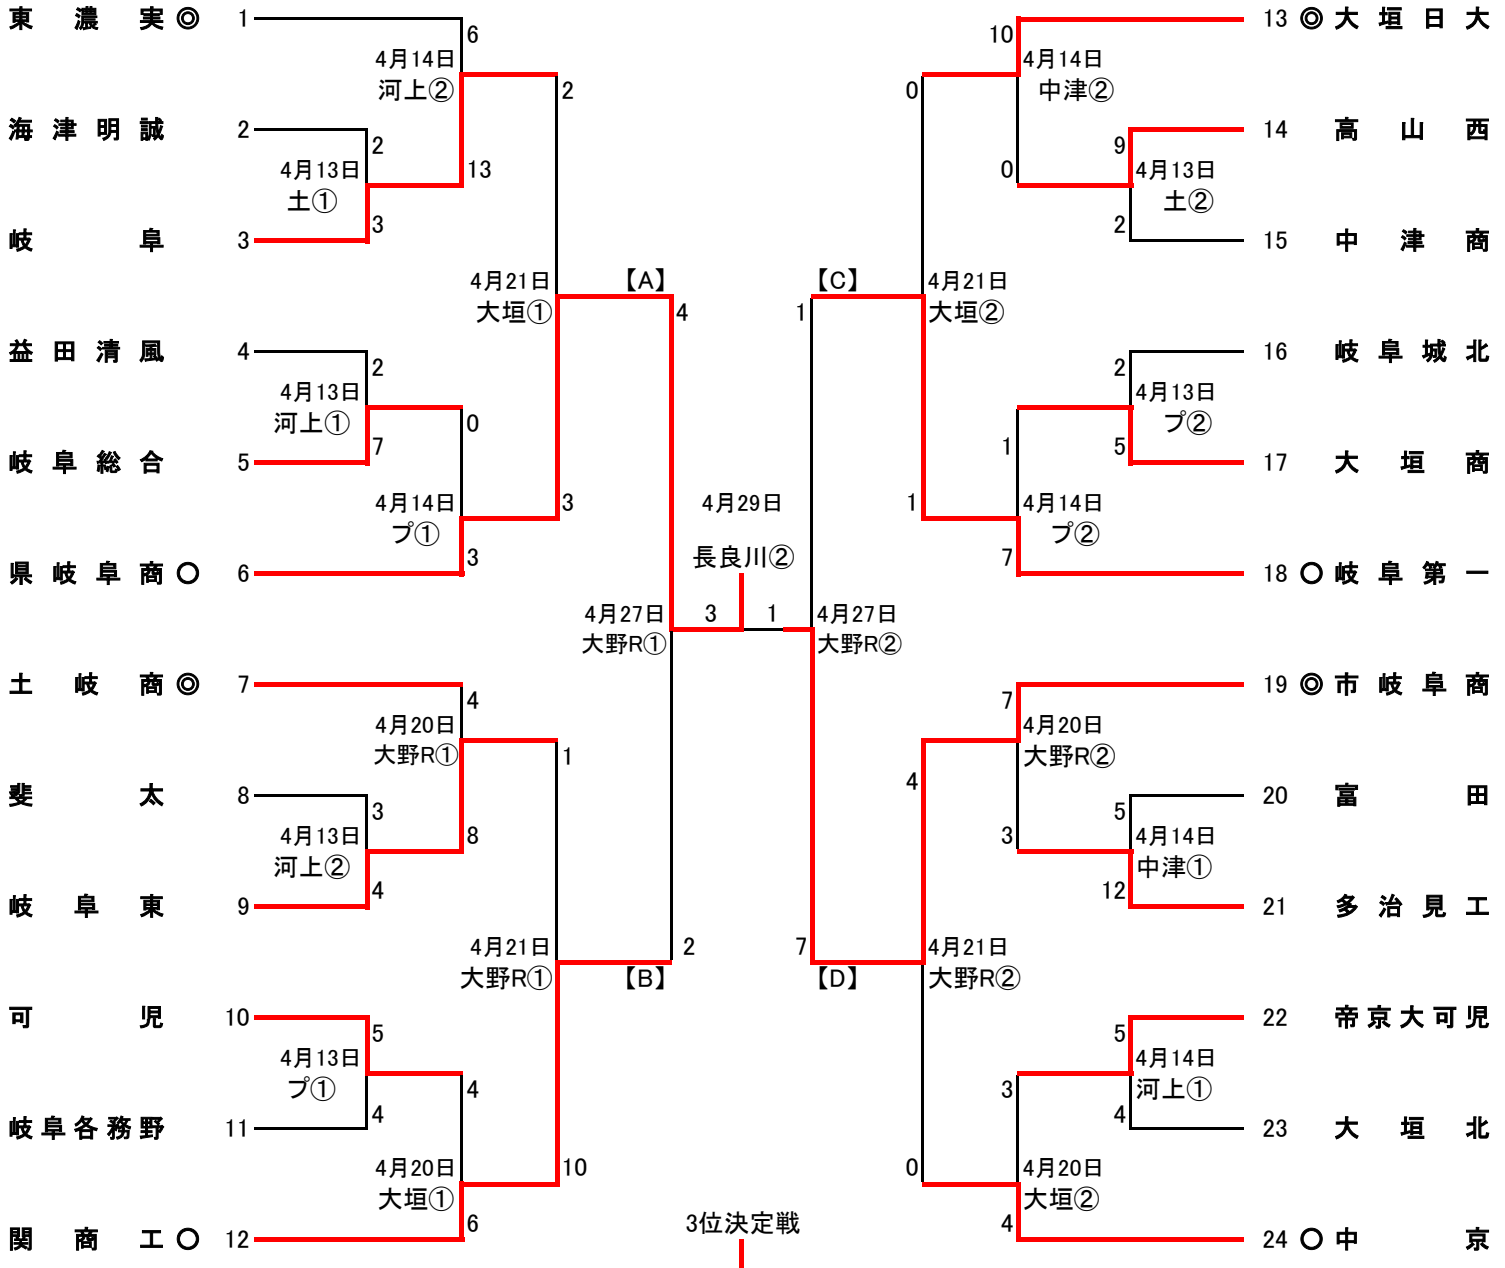 東濃実 ◎ 1
6
4月14日
河上②
2
海津明誠 2
2
4月13日
土①
13
3
岐阜 3
4月21日
大垣①
【A】
4
益田清風 4
2
4月13日
河上①
0
7
岐阜総合 5
4月14日
プ①
3
3
県岐阜商 ○ 6
4月27日
大野R①
土岐商 ◎ 7
4
4月20日
大野R①
1
斐太 8
3
4月13日
河上②
8
4
岐阜東 9
4月21日
大野R①
【B】
2
可児 10
5
4月13日
プ①
4
4
岐阜各務野 11
4月20日
大垣①
10
6
関商工 ○ 12
4月29日
長良川②
3 1
3位決定戦
13 ◎ 大垣日大
10
4月14日
中津②
0
14 高山西
9
4月13日
土②
0
2
15 中津商
【C】
4月21日
大垣②
1
16 岐阜城北
2
4月13日
プ②
1
5
17 大垣商
4月14日
プ②
1
7
18 ○ 岐阜第一
4月27日
大野R②
19 ◎ 市岐阜商
7
4月20日
大野R②
4
20 富田
5
4月14日
中津①
3
12
21 多治見工
7
【D】
4月21日
大野R②
22 帝京大可児
5
4月14日
河上①
3
4
23 大垣北
4月20日
大垣②
0
4
24 ○ 中京